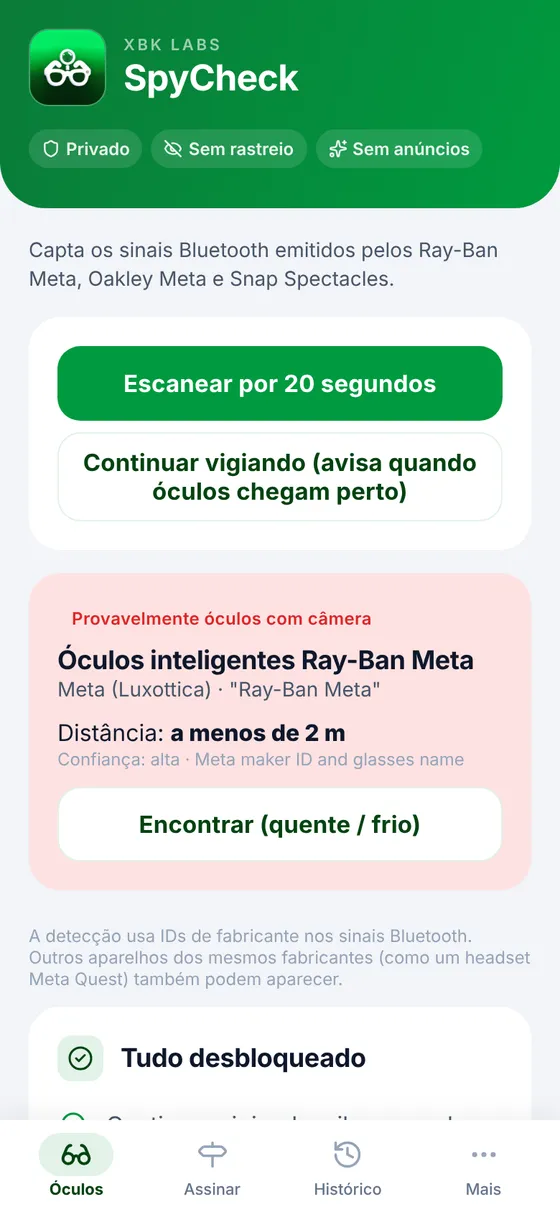 XBK LABS
SpyCheck
Privado
Sem rastreio
Sem anúncios
Capta os sinais Bluetooth emitidos pelos Ray-Ban
Meta, Oakley Meta e Snap Spectacles.
Escanear por 20 segundos
Continuar vigiando (avisa quando
óculos chegam perto)
Provavelmente óculos com câmera
Óculos inteligentes Ray-Ban Meta
Meta (Luxottica) · "Ray-Ban Meta"
Distância: a menos de 2 m
Confiança: alta · Meta maker ID and glasses name
Encontrar (quente / frio)
A detecção usa IDs de fabricante nos sinais Bluetooth.
Outros aparelhos dos mesmos fabricantes (como um headset
Meta Quest) também podem aparecer.
Tudo desbloqueado
Óculos
Assinar
Histórico
Mais